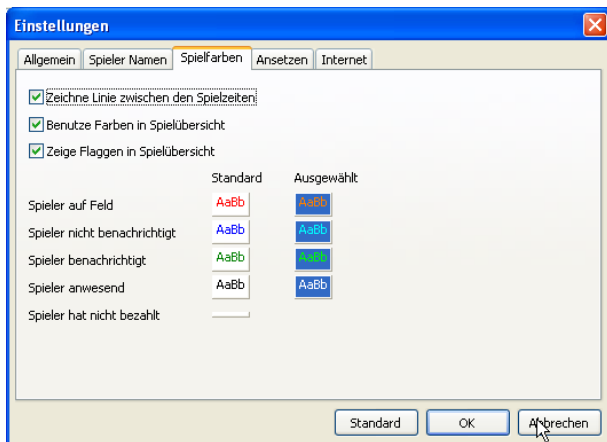 Einstellungen
Allgemein Spieler Namen Spielfarben Ansetzen Internet
Zeichne Linie zwischen den Spielzeiten
Benutze Farben in Spielübersicht
Zeige Flaggen in Spielübersicht
Standard Ausgewählt
Spieler auf Feld AaBb AaBb
Spieler nicht benachrichtigt AaBb AaBb
Spieler benachrichtigt AaBb AaBb
Spieler anwesend AaBb AaBb
Spieler hat nicht bezahlt
Standard OK Abbrechen